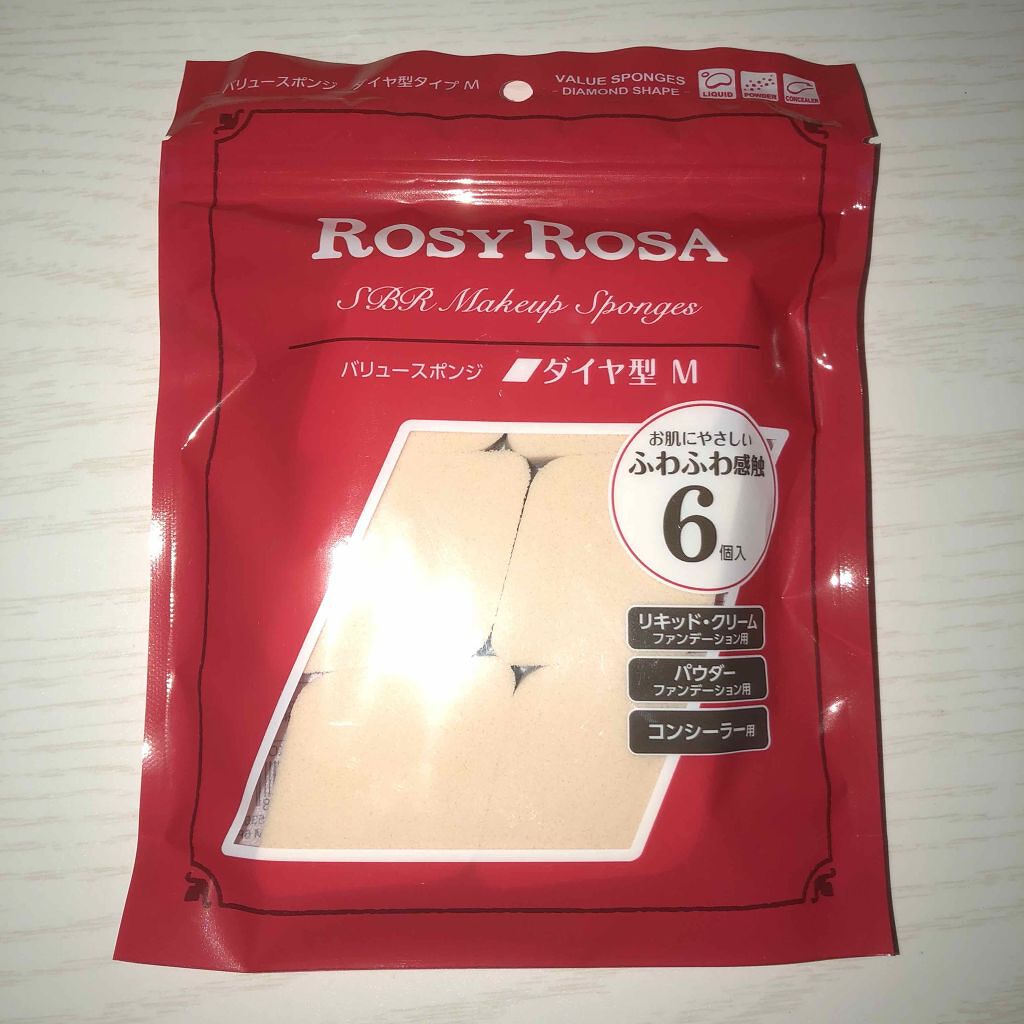 バリュースポンジ ダイヤ型タイプ M
VALUE SPONGES
- DIAMOND SHAPE -
LIQUID
POWDER
CONCEALER
ROSY ROSA
SBR Makeup Sponges
バリュースポンジ ダイヤ型 M
お肌にやさしい
ふわふわ感触
6個入
リキッド・クリーム
ファンデーション用
パウダー
ファンデーション用
コンシーラー用